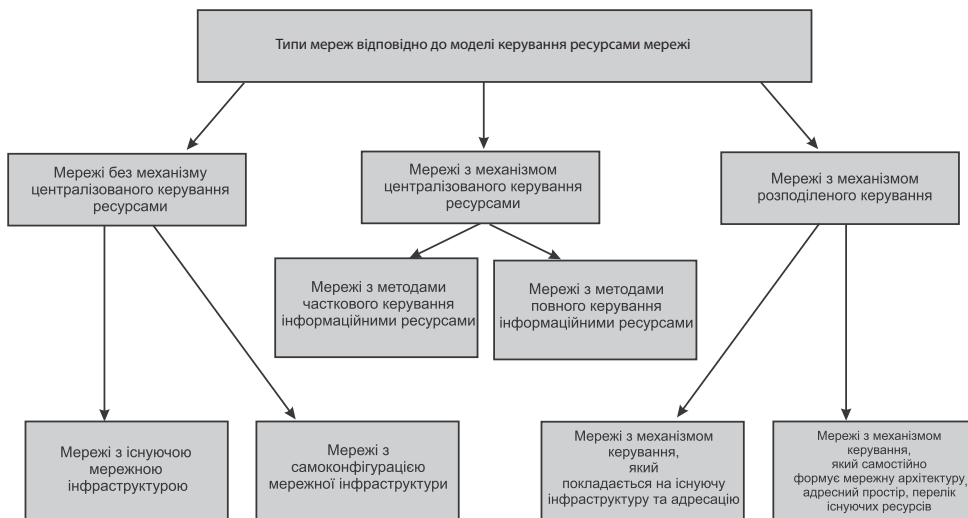 Типи мереж відповідно до моделі керування ресурсами мережі
Мережі без механізму
централізованого керування
ресурсами
Мережі з механізмом
централізованого керування
ресурсами
Мережі з механізмом
розподіленого керування
Мережі з методами
часткового керування
інформаційними ресурсами
Мережі з методами
повного керування
інформаційними ресурсами
Мережі з існуючою
мережною
інфраструктурою
Мережі з
самоконфігурацією
мережної інфраструктури
Мережі з механізмом
керування,
який
покладається на існуючу
інфраструктуру та адресацію
Мережі з механізмом
керування,
який самостійно
формує мережну архітектуру,
адресний простір, перелік
існуючих ресурсів